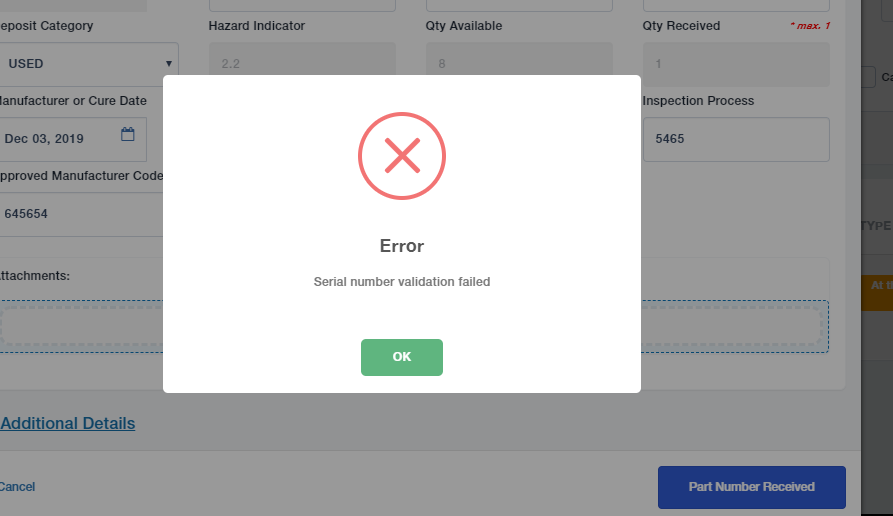 eposit Category Hazard Indicator Qty Available Qty Received * max. 1
USED 2.2 8 1 Ca
Manufacturer or Cure Date Inspection Process
Dec 03, 2019 5465
pproved Manufacturer Code
645654
TYPE
Error
ttachments:
Serial number validation failed
At th
OK
Additional Details
Cancel Part Number Received